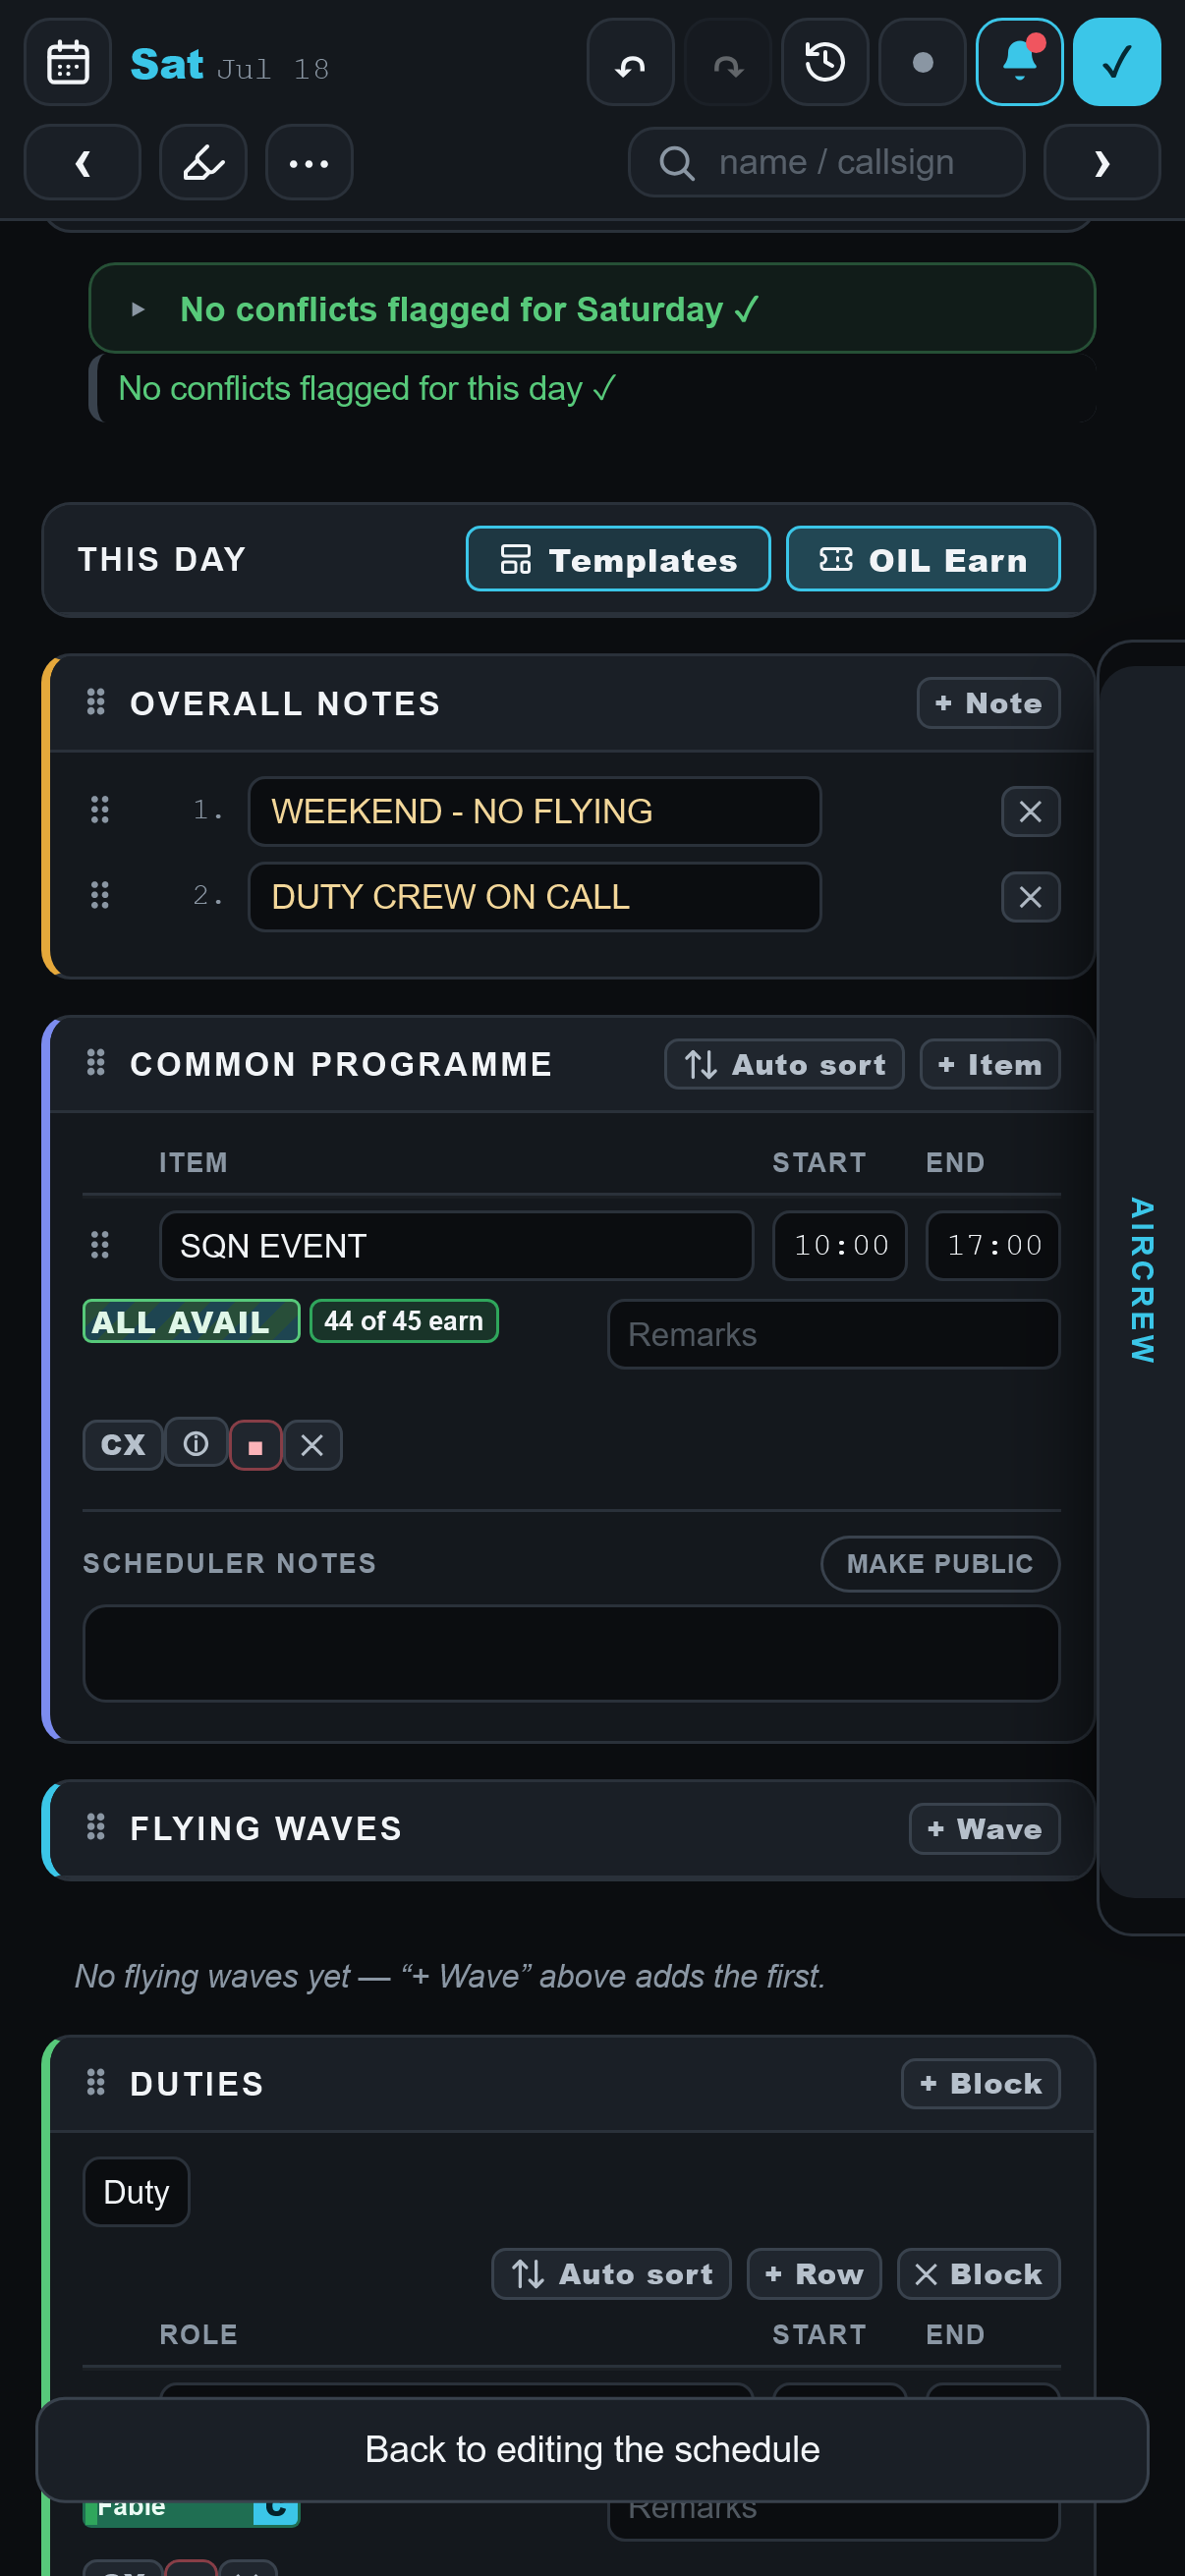 Sat Jul 18
name / callsign
No conflicts flagged for Saturday ✓
No conflicts flagged for this day ✓
THIS DAY
Templates
OIL Earn
OVERALL NOTES
+ Note
1. WEEKEND - NO FLYING
2. DUTY CREW ON CALL
COMMON PROGRAMME
Auto sort
+ Item
ITEM START END
SQN EVENT 10:00 17:00
ALL AVAIL 44 of 45 earn Remarks
CX
SCHEDULER NOTES
MAKE PUBLIC
AIRCREW
FLYING WAVES
+ Wave
No flying waves yet — “+ Wave” above adds the first.
DUTIES
+ Block
Duty
Auto sort + Row × Block
ROLE START END
Back to editing the schedule
Fable C Remarks